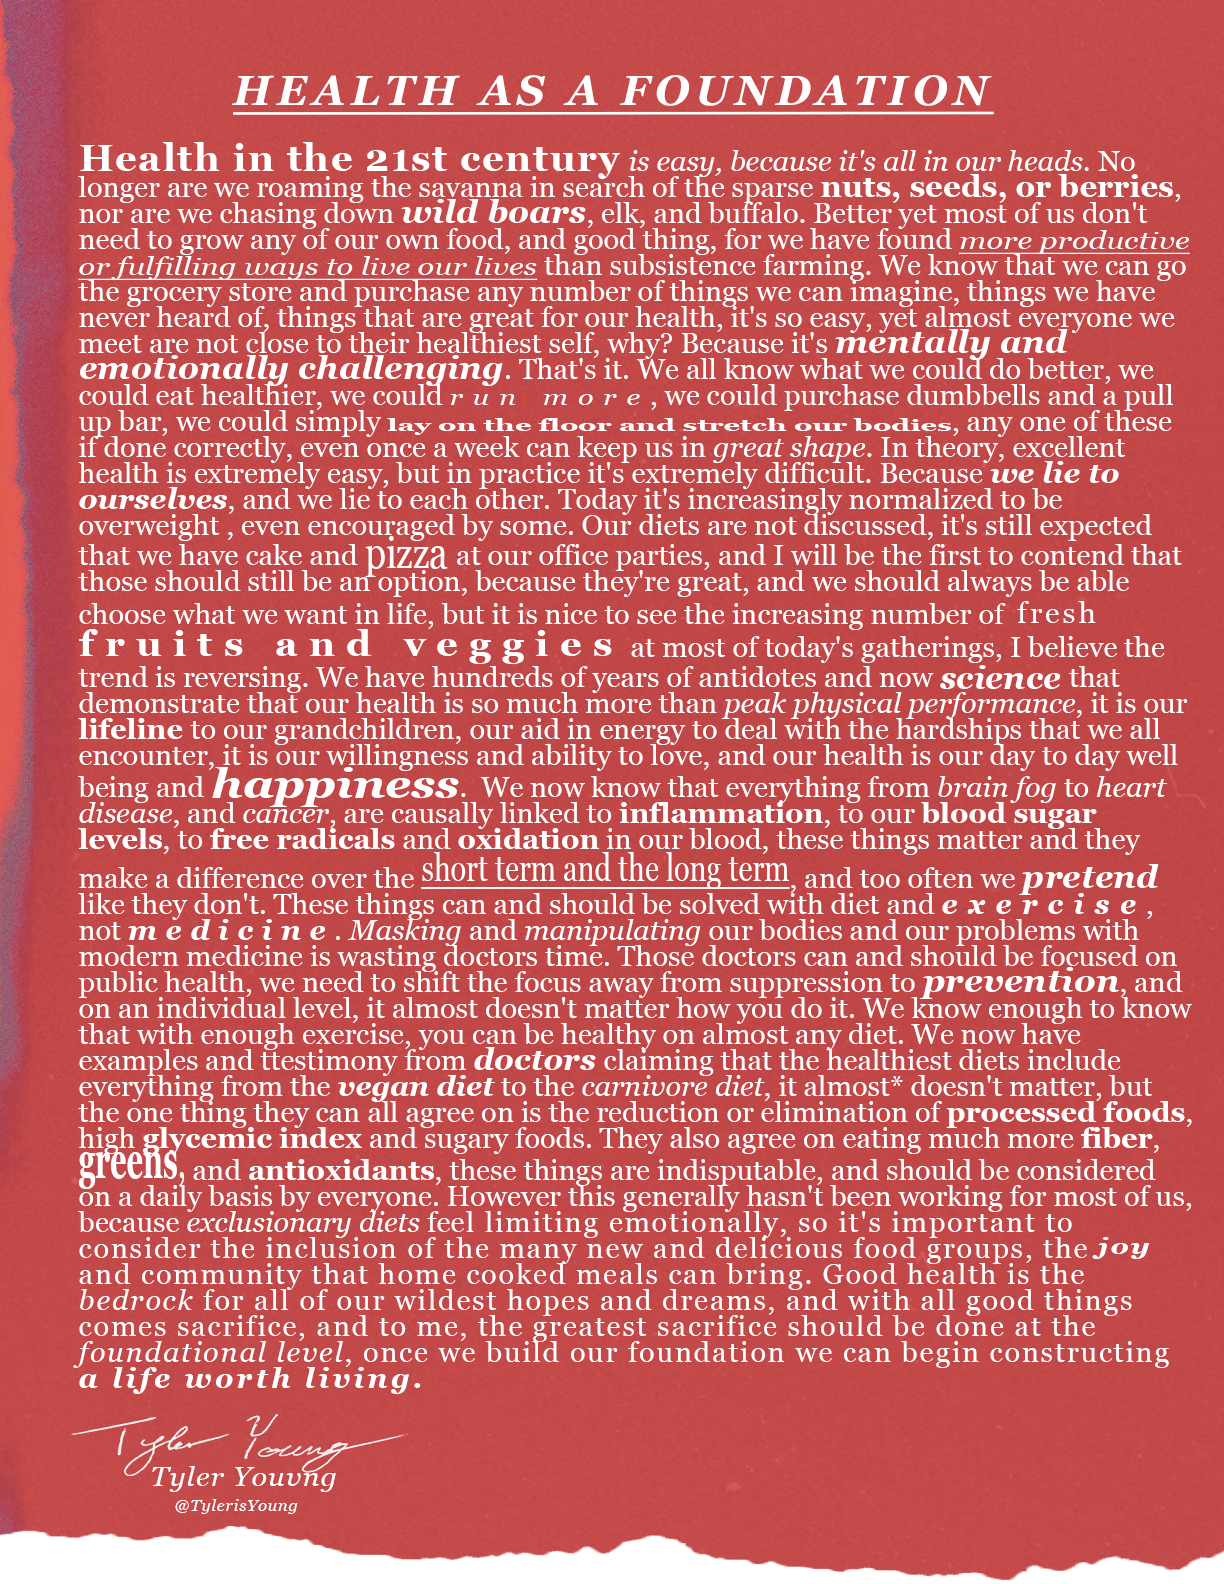 HEALTH AS A FOUNDATION
Health in the 21st century is easy, because it's all in our heads. No
longer are we roaming the savanna in search of the sparse nuts, seeds, or berries,
nor are we chasing down wild boars, elk, and buffalo. Better yet most of us don't
need to grow any of our own food, and good thing, for we have found more productive
or fulfilling ways to live our lives than subsistence farming. We know that we can go
the grocery store and purchase any number of things we can imagine, things we have
never heard of, things that are great for our health, it's so easy, yet almost everyone we
meet are not close to their healthiest self, why? Because it's mentally and
emotionally challenging. That's it. We all know what we could do better, we
could eat healthier, we could run more, we could purchase dumbbells and a pull
up bar, we could simply lay on the floor and stretch our bodies, any one of these
if done correctly, even once a week can keep us in great shape. In theory, excellent
health is extremely easy, but in practice it's extremely difficult. Because we lie to
ourselves, and we lie to each other. Today it's increasingly normalized to be
overweight , even encouraged by some. Our diets are not discussed, it's still expected
that we have cake and pizza at our office parties, and I will be the first to contend that
those should still be an option, because they're great, and we should always be able
choose what we want in life, but it is nice to see the increasing number of fresh
fruits and veggies at most of today's gatherings, I believe the
trend is reversing. We have hundreds of years of antidotes and now science that
demonstrate that our health is so much more than peak physical performance, it is our
lifeline to our grandchildren, our aid in energy to deal with the hardships that we all
encounter, it is our willingness and ability to love, and our health is our day to day well
being and happiness. We now know that everything from brain fog to heart
disease, and cancer, are causally linked to inflammation, to our blood sugar
levels, to free radicals and oxidation in our blood, these things matter and they
make a difference over the short term and the long term, and too often we pretend
like they don't. These things can and should be solved with diet and exercise,
not medicine. Masking and manipulating our bodies and our problems with
modern medicine is wasting doctors time. Those doctors can and should be focused on
public health, we need to shift the focus away from suppression to prevention, and
on an individual level, it almost doesn't matter how you do it. We know enough to know
that with enough exercise, you can be healthy on almost any diet. We now have
examples and ttestimony from doctors claiming that the healthiest diets include
everything from the vegan diet to the carnivore diet, it almost* doesn't matter, but
the one thing they can all agree on is the reduction or elimination of processed foods,
high glycemic index and sugary foods. They also agree on eating much more fiber,
greens, and antioxidants, these things are indisputable, and should be considered
on a daily basis by everyone. However this generally hasn't been working for most of us,
because exclusionary diets feel limiting emotionally, so it's important to
consider the inclusion of the many new and delicious food groups, the joy
and community that home cooked meals can bring. Good health is the
bedrock for all of our wildest hopes and dreams, and with all good things
comes sacrifice, and to me, the greatest sacrifice should be done at the
foundational level, once we build our foundation we can begin constructing
a life worth living.
Tyler Young
Tyler Youvng
@TylerisYoung